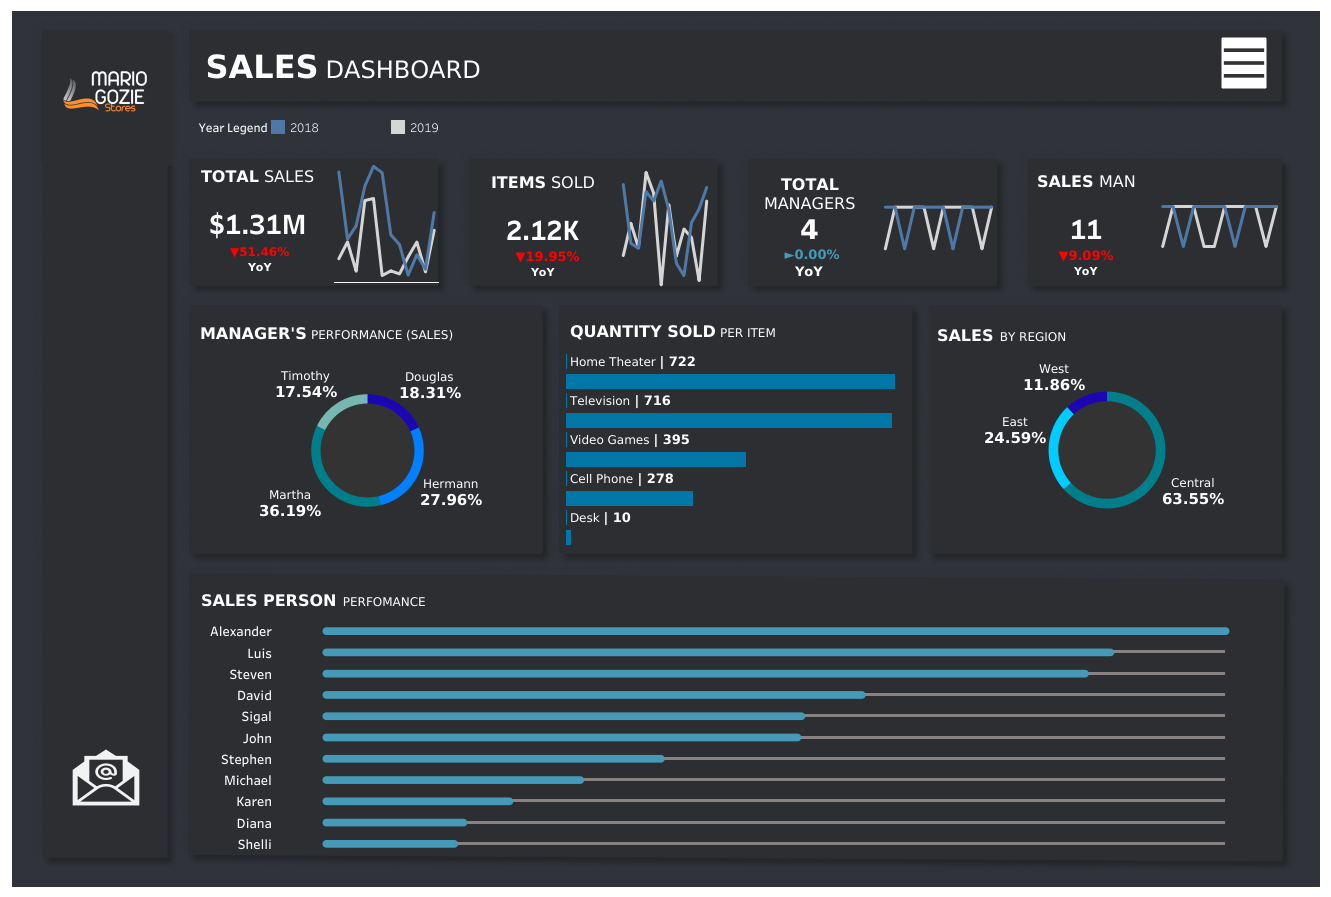 MARIO
GOZIE
Stores
SALES DASHBOARD
Year Legend 2018 2019
TOTAL SALES
$1.31M
▼51.46%
YoY
ITEMS SOLD
2.12K
▼19.95%
YoY
TOTAL
MANAGERS
4
►0.00%
YoY
SALES MAN
11
▼9.09%
YoY
MANAGER'S PERFORMANCE (SALES)
Timothy
17.54%
Douglas
18.31%
Martha
36.19%
Hermann
27.96%
QUANTITY SOLD PER ITEM
Home Theater | 722
Television | 716
Video Games | 395
Cell Phone | 278
Desk | 10
SALES BY REGION
West
11.86%
East
24.59%
Central
63.55%
SALES PERSON PERFOMANCE
Alexander
Luis
Steven
David
Sigal
John
Stephen
Michael
Karen
Diana
Shelli
@